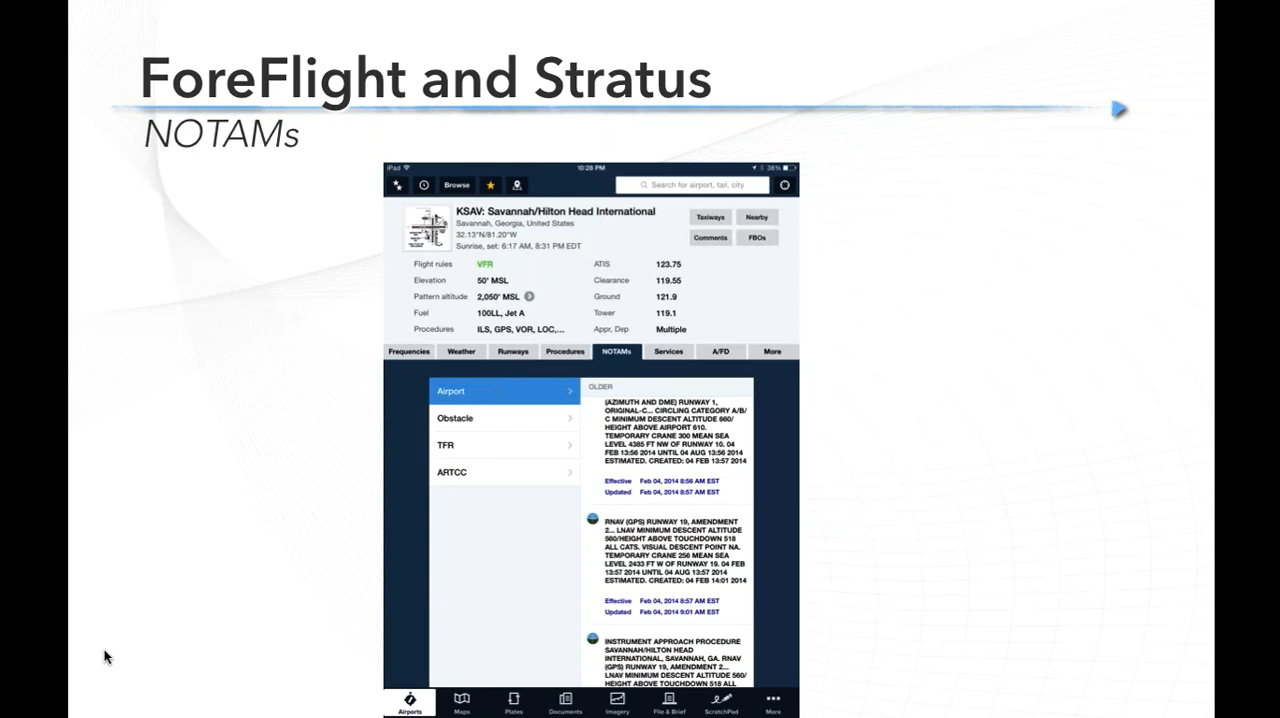 ForeFlight and Stratus
NOTAMs
iPad 10:28 PM 36%
Browse Search for airport, tail, city
KSAV: Savannah/Hilton Head International
Savannah, Georgia, United States
32.13°N/81.20°W
Sunrise, set: 6:17 AM, 8:31 PM EDT
Taxiways Nearby
Comments FBOs
Flight rules VFR ATIS 123.75
Elevation 50' MSL Clearance 119.55
Pattern altitude 2,050' MSL Ground 121.9
Fuel 100LL, Jet A Tower 119.1
Procedures ILS, GPS, VOR, LOC,... Appr, Dep Multiple
Frequencies Weather Runways Procedures NOTAMs Services A/FD More
Airport
Obstacle
TFR
ARTCC
OLDER
(AZIMUTH AND DME) RUNWAY 1,
ORIGINAL-C... CIRCLING CATEGORY A/B/
C MINIMUM DESCENT ALTITUDE 660/
HEIGHT ABOVE AIRPORT 610.
TEMPORARY CRANE 300 MEAN SEA
LEVEL 4385 FT NW OF RUNWAY 10. 04
FEB 13:56 2014 UNTIL 04 AUG 13:56 2014
ESTIMATED. CREATED: 04 FEB 13:57 2014
Effective Feb 04, 2014 8:56 AM EST
Updated Feb 04, 2014 8:57 AM EST
RNAV (GPS) RUNWAY 19, AMENDMENT
2... LNAV MINIMUM DESCENT ALTITUDE
560/HEIGHT ABOVE TOUCHDOWN 518
ALL CATS. VISUAL DESCENT POINT NA.
TEMPORARY CRANE 256 MEAN SEA
LEVEL 2433 FT W OF RUNWAY 19. 04 FEB
13:57 2014 UNTIL 04 AUG 13:57 2014
ESTIMATED. CREATED: 04 FEB 14:01 2014
Effective Feb 04, 2014 8:57 AM EST
Updated Feb 04, 2014 9:01 AM EST
INSTRUMENT APPROACH PROCEDURE
SAVANNAH/HILTON HEAD
INTERNATIONAL, SAVANNAH, GA. RNAV
(GPS) RUNWAY 19, AMENDMENT 2...
LNAV MINIMUM DESCENT ALTITUDE 560/
HEIGHT ABOVE TOUCHDOWN 518 ALL
Airports Maps Plates Documents Imagery File & Brief ScratchPad More